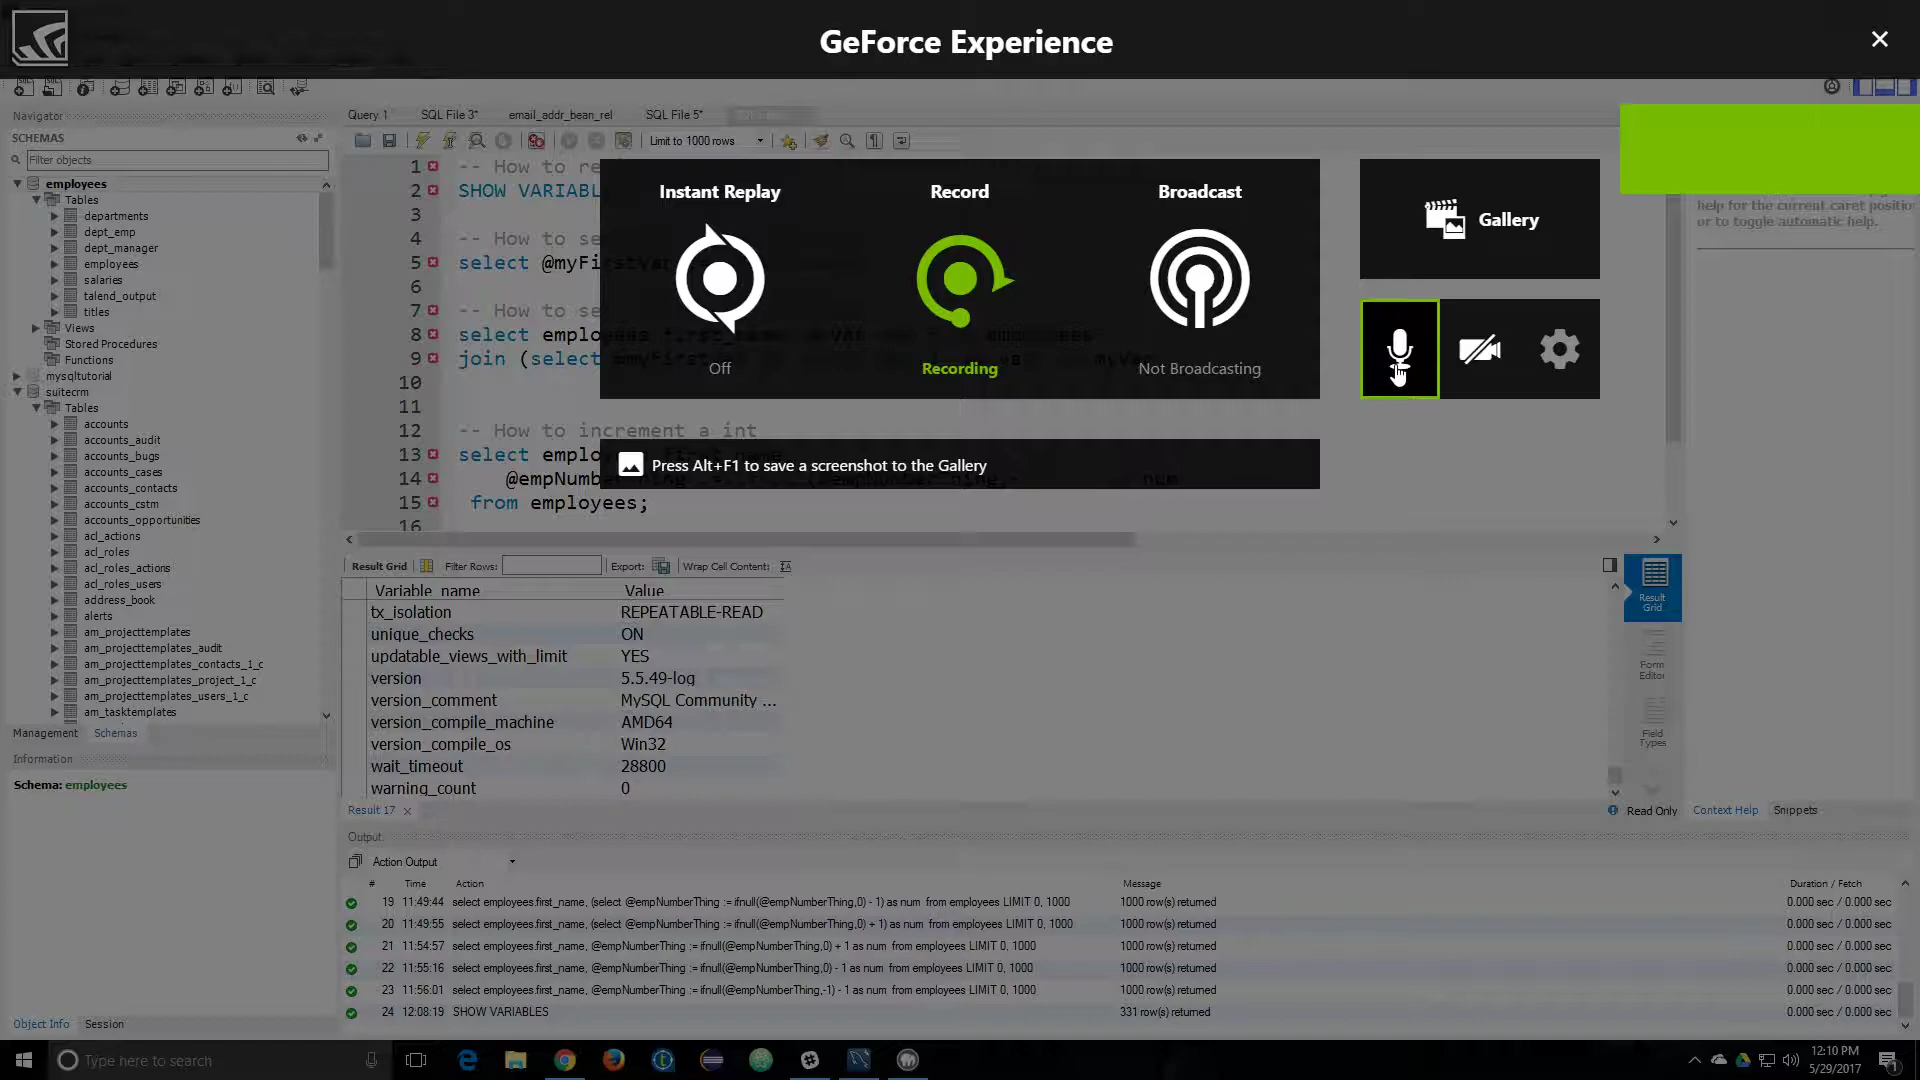 GeForce Experience
Navigator
Query 1
SQL File 3*
email_addr_bean_rel
SQL File 5*
SCHEMAS
Filter objects
Limit to 1000 rows
employees
Tables
departments
dept_emp
dept_manager
employees
salaries
talend_output
titles
Views
Stored Procedures
Functions
mysqltutorial
suitecrm
Tables
accounts
accounts_audit
accounts_bugs
accounts_cases
accounts_contacts
accounts_cstm
accounts_opportunities
acl_actions
acl_roles
acl_roles_actions
acl_roles_users
address_book
alerts
am_projecttemplates
am_projecttemplates_audit
am_projecttemplates_contacts_1_c
am_projecttemplates_project_1_c
am_projecttemplates_users_1_c
am_tasktemplates
Management
Schemas
Information
Schema: employees
Object Info
Session
1 -- How to re
2 SHOW VARIABL
3
4 -- How to se
5 select @myFirstVa
6
7 -- How to se
8 select employees
9 join (select
10
11
12 -- How to increment a int
13 select emplo
14 @empNumb
15 from employees;
16
Instant Replay
Off
Record
Recording
Broadcast
Not Broadcasting
Press Alt+F1 to save a screenshot to the Gallery
Gallery
help for the current caret position
or to toggle automatic help.
Result Grid
Filter Rows:
Export:
Wrap Cell Content:
Variable_name Value
tx_isolation REPEATABLE-READ
unique_checks ON
updatable_views_with_limit YES
version 5.5.49-log
version_comment MySQL Community ...
version_compile_machine AMD64
version_compile_os Win32
wait_timeout 28800
warning_count 0
Result
Grid
Form
Editor
Field
Types
Result 17
Read Only
Context Help
Snippets
Output
Action Output
# Time Action Message Duration / Fetch
19 11:49:44 select employees.first_name, (select @empNumberThing := ifnull(@empNumberThing,0) - 1) as num from employees LIMIT 0, 1000 1000 row(s) returned 0.000 sec / 0.000 sec
20 11:49:55 select employees.first_name, (select @empNumberThing := ifnull(@empNumberThing,0) + 1) as num from employees LIMIT 0, 1000 1000 row(s) returned 0.000 sec / 0.000 sec
21 11:54:57 select employees.first_name, @empNumberThing := ifnull(@empNumberThing,0) + 1 as num from employees LIMIT 0, 1000 1000 row(s) returned 0.000 sec / 0.000 sec
22 11:55:16 select employees.first_name, @empNumberThing := ifnull(@empNumberThing,0) - 1 as num from employees LIMIT 0, 1000 1000 row(s) returned 0.000 sec / 0.000 sec
23 11:56:01 select employees.first_name, @empNumberThing := ifnull(@empNumberThing,-1) - 1 as num from employees LIMIT 0, 1000 1000 row(s) returned 0.000 sec / 0.000 sec
24 12:08:19 SHOW VARIABLES 331 row(s) returned 0.000 sec / 0.000 sec
Type here to search
12:10 PM
5/29/2017
1